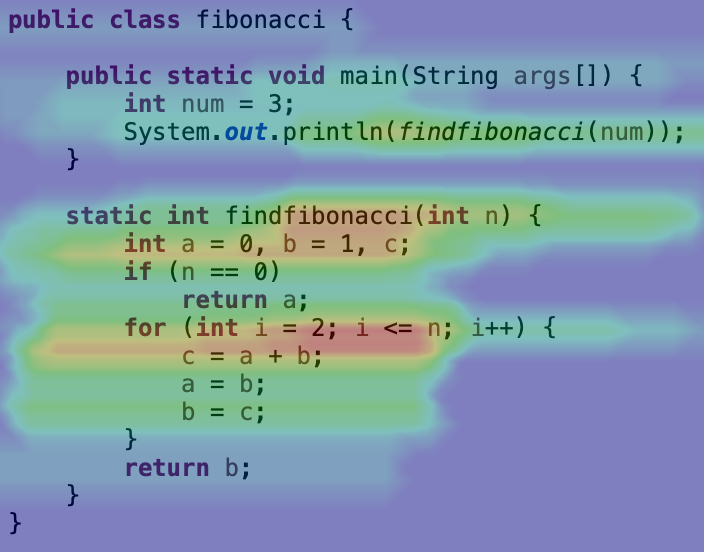 public class fibonacci {
public static void main(String args[]) {
int num = 3;
System.out.println(findfibonacci(num));
}
static int findfibonacci(int n) {
int a = 0, b = 1, c;
if (n == 0)
return a;
for (int i = 2; i <= n; i++) {
c = a + b;
a = b;
b = c;
}
return b;
}
}